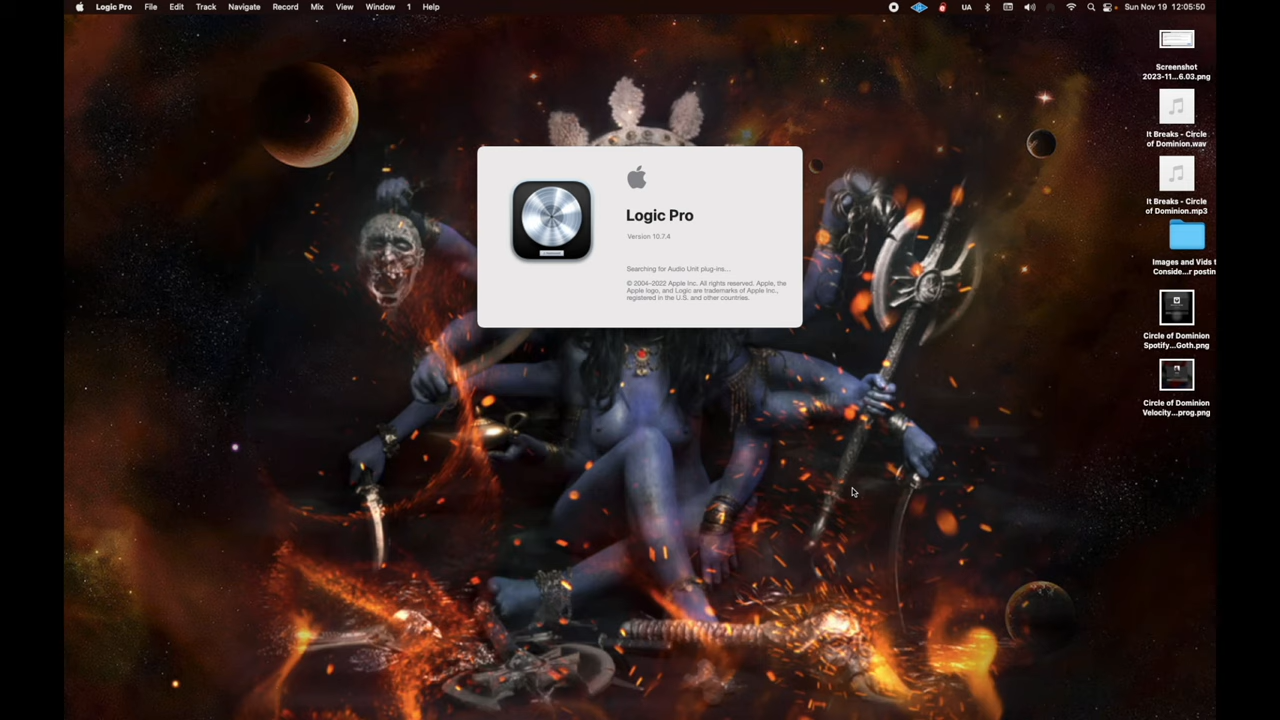 Logic Pro File Edit Track Navigate Record Mix View Window 1 Help UA Sun Nov 19 12:05:50
Screenshot
2023-11...6.03.png
It Breaks - Circle
of Dominion.wav
It Breaks - Circle
of Dominion.mp3
Images and Vids t
Conside...r postin
Circle of Dominion
Spotify...Goth.png
Circle of Dominion
Velocity...prog.png
Logic Pro
Version 10.7.4
Searching for Audio Unit plug-ins...
© 2004–2022 Apple Inc. All rights reserved. Apple, the
Apple logo, and Logic are trademarks of Apple Inc.,
registered in the U.S. and other countries.